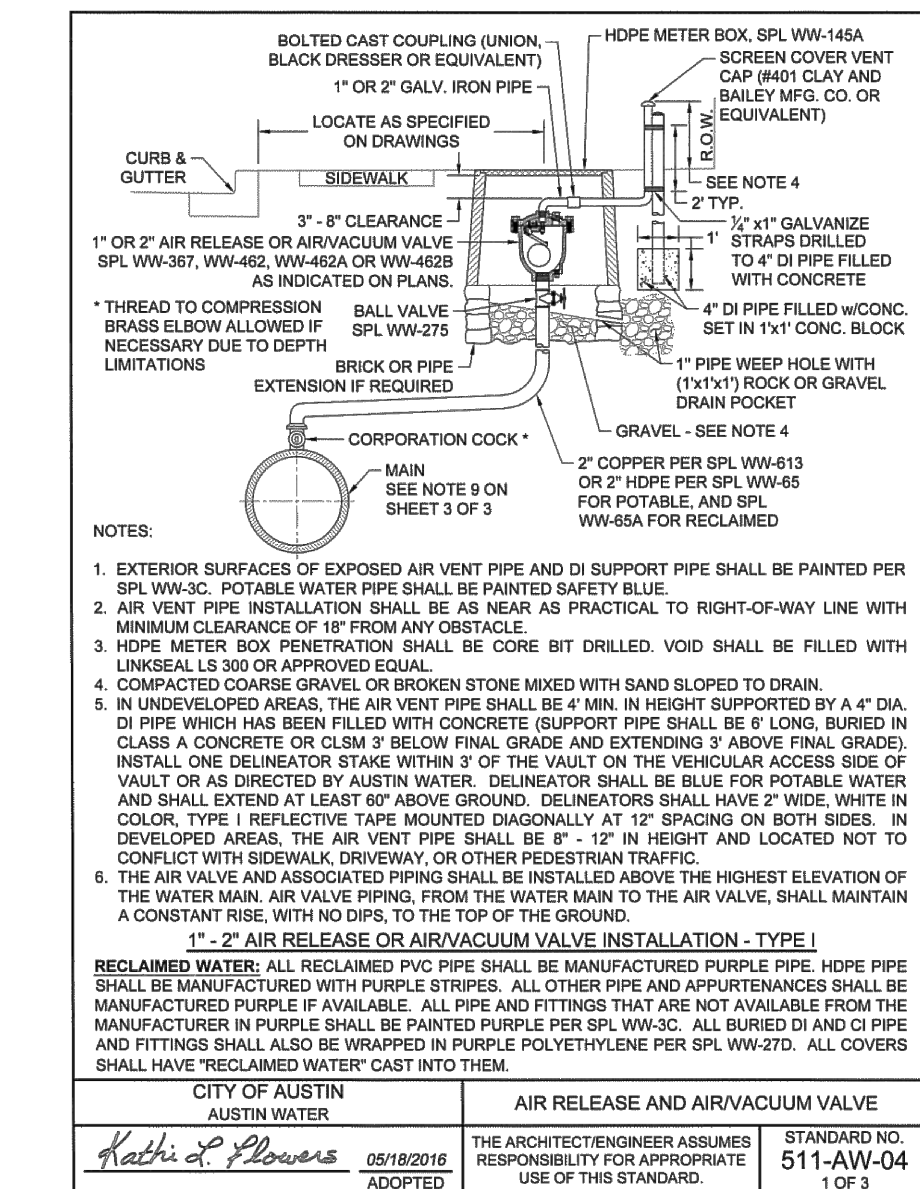 BOLTED CAST COUPLING (UNION,
BLACK DRESSER OR EQUIVALENT)
HDPE METER BOX, SPL WW-145A
SCREEN COVER VENT
CAP (#401 CLAY AND
BAILEY MFG. CO. OR
EQUIVALENT)
1" OR 2" GALV. IRON PIPE
LOCATE AS SPECIFIED
ON DRAWINGS
R.O.W.
CURB &
GUTTER
SIDEWALK
SEE NOTE 4
2' TYP.
3" - 8" CLEARANCE
1" OR 2" AIR RELEASE OR AIR/VACUUM VALVE
SPL WW-367, WW-462, WW-462A OR WW-462B
AS INDICATED ON PLANS.
1'
¼" x1" GALVANIZE
STRAPS DRILLED
TO 4" DI PIPE FILLED
WITH CONCRETE
* THREAD TO COMPRESSION
BRASS ELBOW ALLOWED IF
NECESSARY DUE TO DEPTH
LIMITATIONS
BALL VALVE
SPL WW-275
4" DI PIPE FILLED w/CONC.
SET IN 1'x1' CONC. BLOCK
BRICK OR PIPE
EXTENSION IF REQUIRED
1" PIPE WEEP HOLE WITH
(1'x1'x1') ROCK OR GRAVEL
DRAIN POCKET
GRAVEL - SEE NOTE 4
CORPORATION COCK *
MAIN
SEE NOTE 9 ON
SHEET 3 OF 3
2" COPPER PER SPL WW-613
OR 2" HDPE PER SPL WW-65
FOR POTABLE, AND SPL
WW-65A FOR RECLAIMED
NOTES:
1. EXTERIOR SURFACES OF EXPOSED AIR VENT PIPE AND DI SUPPORT PIPE SHALL BE PAINTED PER
SPL WW-3C. POTABLE WATER PIPE SHALL BE PAINTED SAFETY BLUE.
2. AIR VENT PIPE INSTALLATION SHALL BE AS NEAR AS PRACTICAL TO RIGHT-OF-WAY LINE WITH
MINIMUM CLEARANCE OF 18" FROM ANY OBSTACLE.
3. HDPE METER BOX PENETRATION SHALL BE CORE BIT DRILLED. VOID SHALL BE FILLED WITH
LINKSEAL LS 300 OR APPROVED EQUAL.
4. COMPACTED COARSE GRAVEL OR BROKEN STONE MIXED WITH SAND SLOPED TO DRAIN.
5. IN UNDEVELOPED AREAS, THE AIR VENT PIPE SHALL BE 4' MIN. IN HEIGHT SUPPORTED BY A 4" DIA.
DI PIPE WHICH HAS BEEN FILLED WITH CONCRETE (SUPPORT PIPE SHALL BE 6' LONG, BURIED IN
CLASS A CONCRETE OR CLSM 3' BELOW FINAL GRADE AND EXTENDING 3' ABOVE FINAL GRADE).
INSTALL ONE DELINEATOR STAKE WITHIN 3' OF THE VAULT ON THE VEHICULAR ACCESS SIDE OF
VAULT OR AS DIRECTED BY AUSTIN WATER. DELINEATOR SHALL BE BLUE FOR POTABLE WATER
AND SHALL EXTEND AT LEAST 60" ABOVE GROUND. DELINEATORS SHALL HAVE 2" WIDE, WHITE IN
COLOR, TYPE I REFLECTIVE TAPE MOUNTED DIAGONALLY AT 12" SPACING ON BOTH SIDES. IN
DEVELOPED AREAS, THE AIR VENT PIPE SHALL BE 8" - 12" IN HEIGHT AND LOCATED NOT TO
CONFLICT WITH SIDEWALK, DRIVEWAY, OR OTHER PEDESTRIAN TRAFFIC.
6. THE AIR VALVE AND ASSOCIATED PIPING SHALL BE INSTALLED ABOVE THE HIGHEST ELEVATION OF
THE WATER MAIN. AIR VALVE PIPING, FROM THE WATER MAIN TO THE AIR VALVE, SHALL MAINTAIN
A CONSTANT RISE, WITH NO DIPS, TO THE TOP OF THE GROUND.
1" - 2" AIR RELEASE OR AIR/VACUUM VALVE INSTALLATION - TYPE I
RECLAIMED WATER: ALL RECLAIMED PVC PIPE SHALL BE MANUFACTURED PURPLE PIPE. HDPE PIPE
SHALL BE MANUFACTURED WITH PURPLE STRIPES. ALL OTHER PIPE AND APPURTENANCES SHALL BE
MANUFACTURED PURPLE IF AVAILABLE. ALL PIPE AND FITTINGS THAT ARE NOT AVAILABLE FROM THE
MANUFACTURER IN PURPLE SHALL BE PAINTED PURPLE PER SPL WW-3C. ALL BURIED DI AND CI PIPE
AND FITTINGS SHALL ALSO BE WRAPPED IN PURPLE POLYETHYLENE PER SPL WW-27D. ALL COVERS
SHALL HAVE "RECLAIMED WATER" CAST INTO THEM.
CITY OF AUSTIN
AUSTIN WATER
AIR RELEASE AND AIR/VACUUM VALVE
Kathi L. Flowers
05/18/2016
ADOPTED
THE ARCHITECT/ENGINEER ASSUMES
RESPONSIBILITY FOR APPROPRIATE
USE OF THIS STANDARD.
STANDARD NO.
511-AW-04
1 OF 3